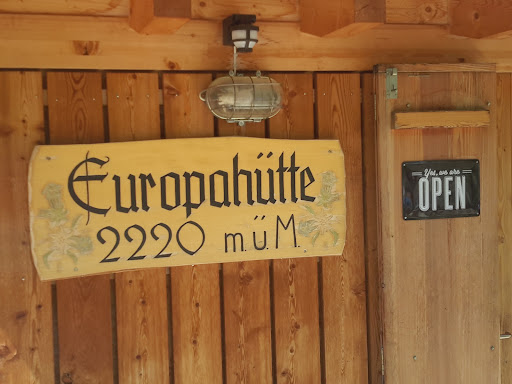 Europahütte
2220 m.ü.M.
Yes, we are
OPEN